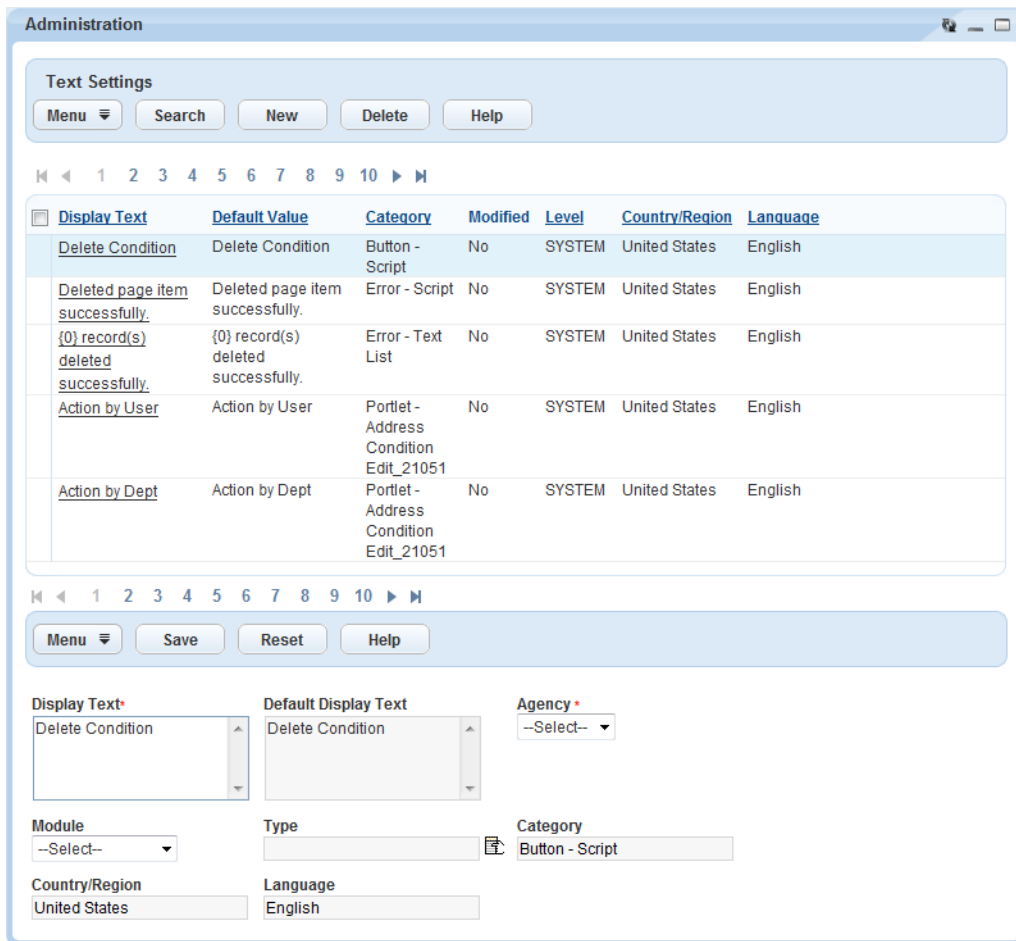 Administration
Text Settings
Menu Search New Delete Help
1 2 3 4 5 6 7 8 9 10
Display Text Default Value Category Modified Level Country/Region Language
Delete Condition Delete Condition Button - No SYSTEM United States English
Script
Deleted page item Deleted page item Error - Script No SYSTEM United States English
successfully. successfully.
{0} record(s) {0} record(s) Error - Text No SYSTEM United States English
deleted deleted List
successfully. successfully.
Action by User Action by User Portlet - No SYSTEM United States English
Address
Condition
Edit_21051
Action by Dept Action by Dept Portlet - No SYSTEM United States English
Address
Condition
Edit_21051
1 2 3 4 5 6 7 8 9 10
Menu Save Reset Help
Display Text* Default Display Text Agency *
Delete Condition Delete Condition --Select--
Module Type Category
--Select-- Button - Script
Country/Region Language
United States English